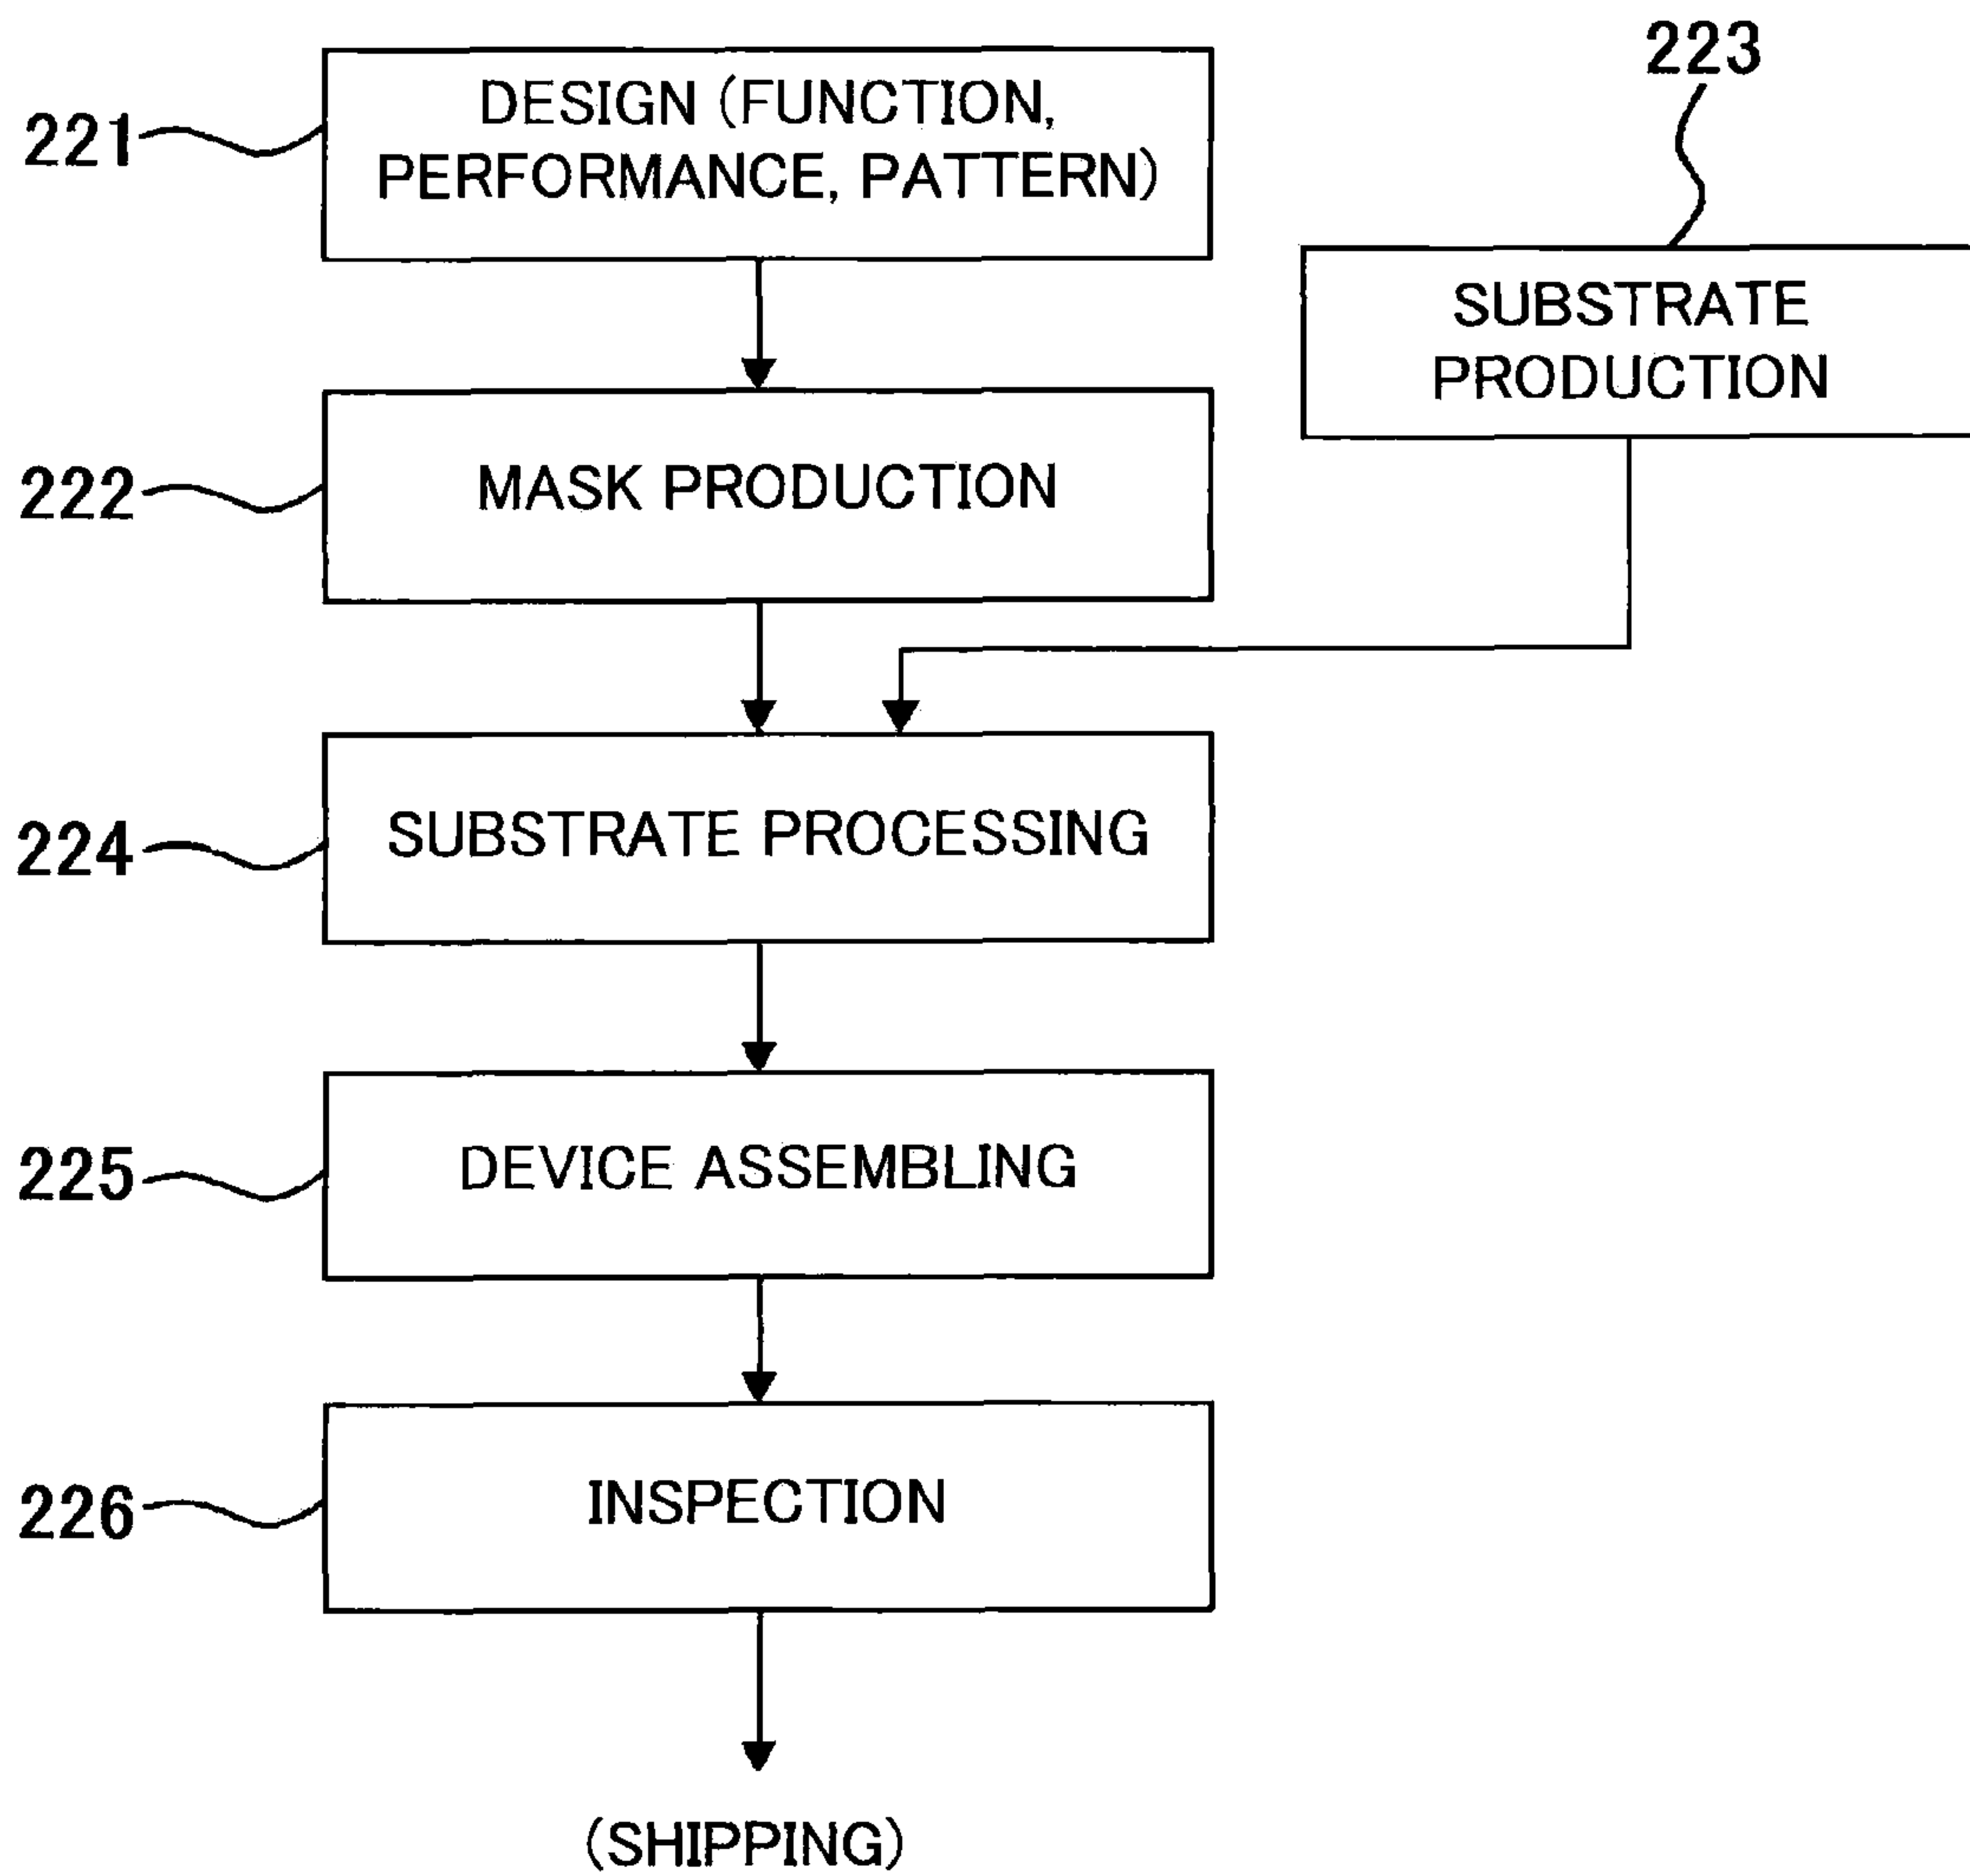 223
221
DESIGN (FUNCTION,
PERFORMANCE, PATTERN)
SUBSTRATE
PRODUCTION
222
MASK PRODUCTION
224
SUBSTRATE PROCESSING
225
DEVICE ASSEMBLING
226
INSPECTION
(SHIPPING)